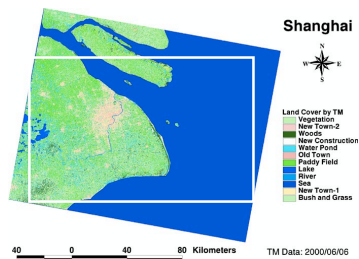 Shanghai
N
W E
S
Land Cover by TM
Vegetation
New Town-2
Woods
New Construction
Water Pond
Old Town
Paddy Field
Lake
River
Sea
New Town-1
Bush and Grass
40 0 40 80 Kilometers
TM Data: 2000/06/06